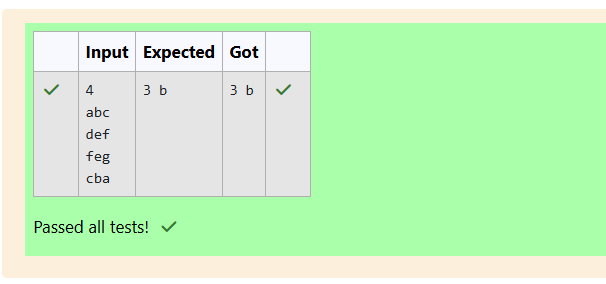 Input Expected Got
4 3 b 3 b
abc
def
feg
cba
Passed all tests!